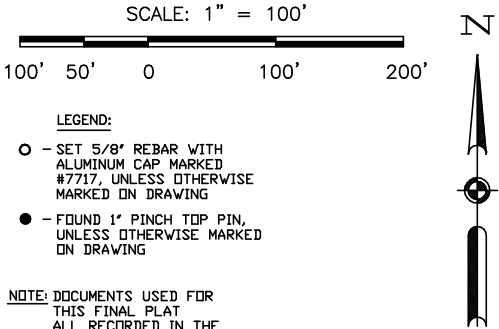 SCALE: 1" = 100'
N
100' 50' 0 100' 200'
LEGEND:
- SET 5/8" REBAR WITH
ALUMINUM CAP MARKED
#7717, UNLESS OTHERWISE
MARKED ON DRAWING
- FOUND 1" PINCH TOP PIN,
UNLESS OTHERWISE MARKED
ON DRAWING
NOTE: DOCUMENTS USED FOR
THIS FINAL PLAT
ALL RECORDED IN THE